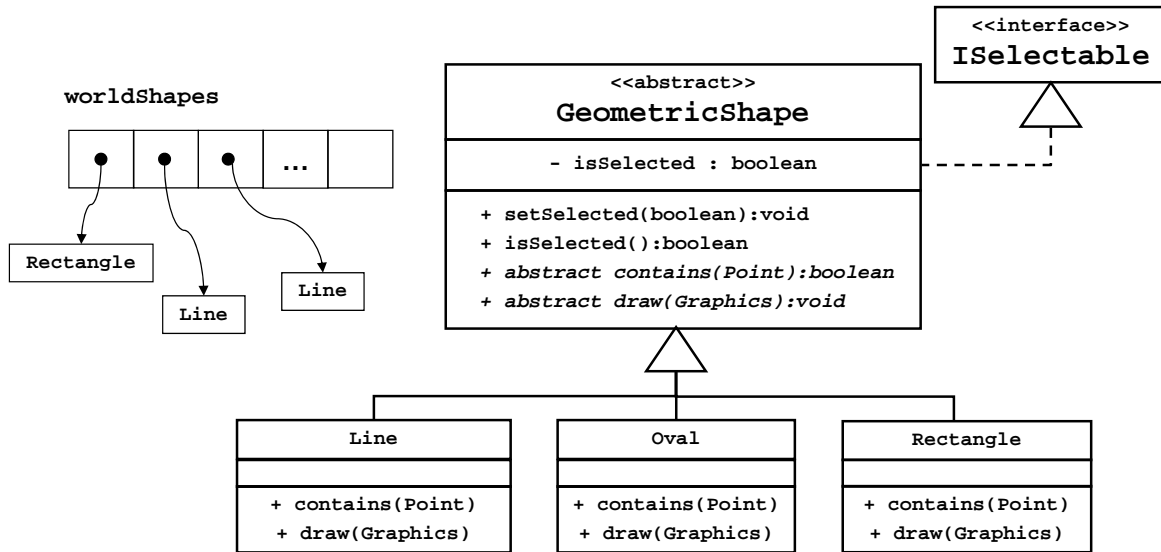 <<interface>>
ISelectable
<<abstract>>
GeometricShape
- isSelected : boolean
+ setSelected(boolean):void
+ isSelected():boolean
+ abstract contains(Point):boolean
+ abstract draw(Graphics):void
worldShapes
...
Rectangle
Line
Line
Line
+ contains(Point)
+ draw(Graphics)
Oval
+ contains(Point)
+ draw(Graphics)
Rectangle
+ contains(Point)
+ draw(Graphics)